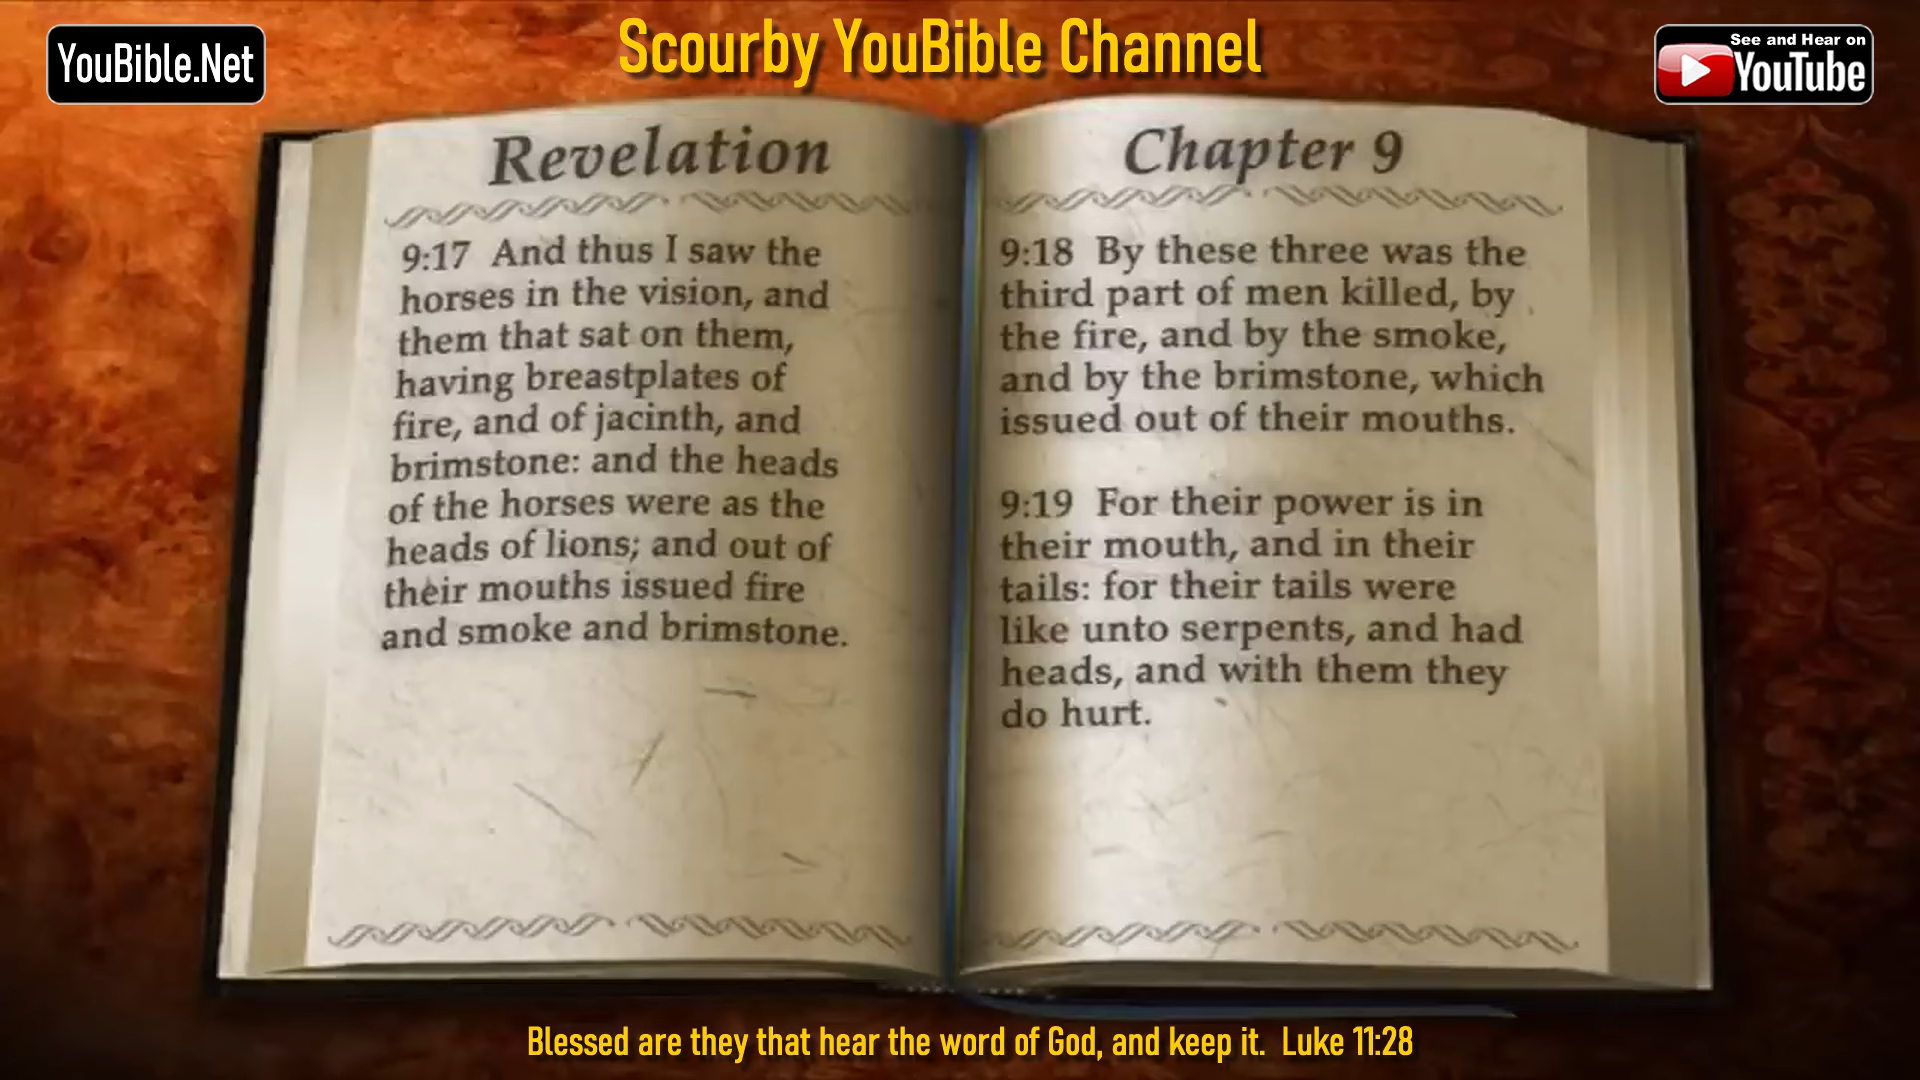 YouBible.Net
Scourby YouBible Channel
See and Hear on
YouTube
Revelation
9:17 And thus I saw the
horses in the vision, and
them that sat on them,
having breastplates of
fire, and of jacinth, and
brimstone: and the heads
of the horses were as the
heads of lions; and out of
their mouths issued fire
and smoke and brimstone.
Chapter 9
9:18 By these three was the
third part of men killed, by
the fire, and by the smoke,
and by the brimstone, which
issued out of their mouths.
9:19 For their power is in
their mouth, and in their
tails: for their tails were
like unto serpents, and had
heads, and with them they
do hurt.
Blessed are they that hear the word of God, and keep it. Luke 11:28